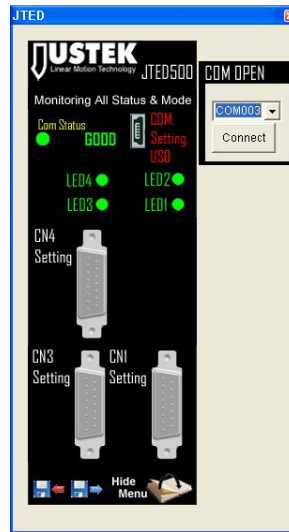 JTED
JUSTEK
Linear Motion Technology
JTED500
COM OPEN
Monitoring All Status & Mode
COM003
Connect
Com Status
GOOD
COM.
Setting.
USB
LED4
LED2
LED3
LED1
CN4
Setting
CN3
Setting
CN1
Setting
Hide
Menu